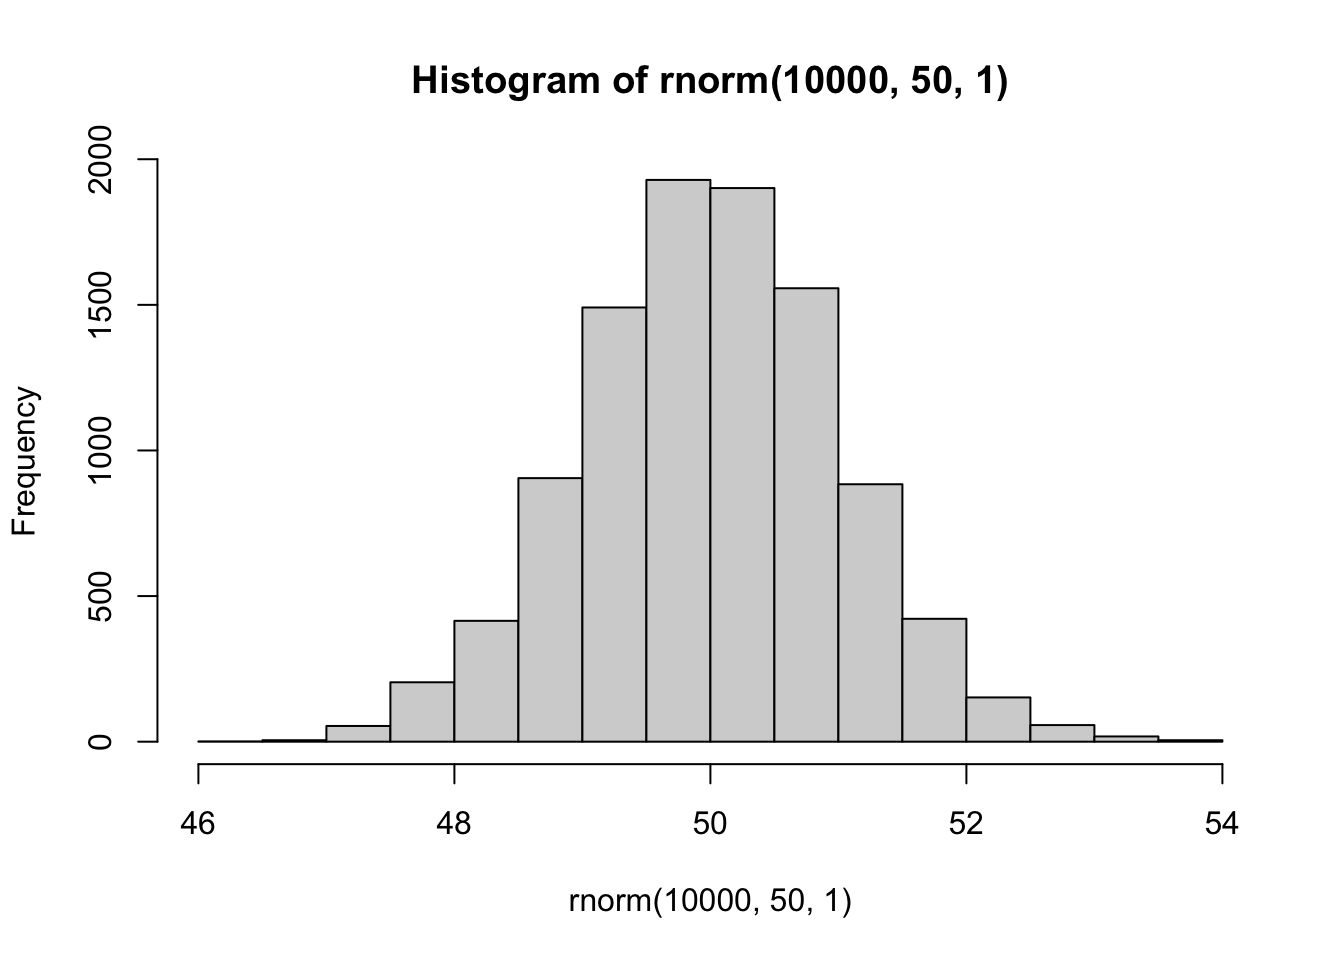 Histogram of rnorm(10000, 50, 1)
Frequency
2000
1500
1000
500
0
46 48 50 52 54
rnorm(10000, 50, 1)